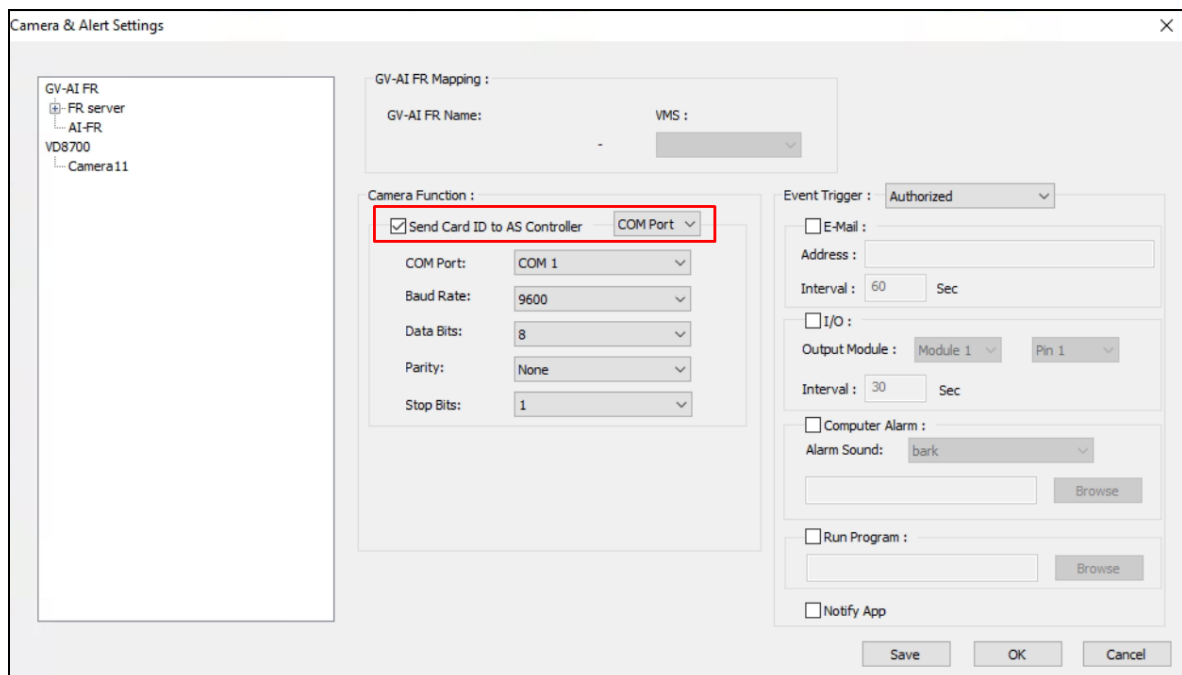 Camera & Alert Settings
GV-AI FR
FR server
AI-FR
VD8700
Camera11
GV-AI FR Mapping :
GV-AI FR Name:
VMS :
-
Camera Function :
Send Card ID to AS Controller
COM Port
COM Port:
COM 1
Baud Rate:
9600
Data Bits:
8
Parity:
None
Stop Bits:
1
Event Trigger :
Authorized
E-Mail :
Address :
Interval :
60
Sec
I/O :
Output Module :
Module 1
Pin 1
Interval :
30
Sec
Computer Alarm :
Alarm Sound:
bark
Browse
Run Program :
Browse
Notify App
Save
OK
Cancel